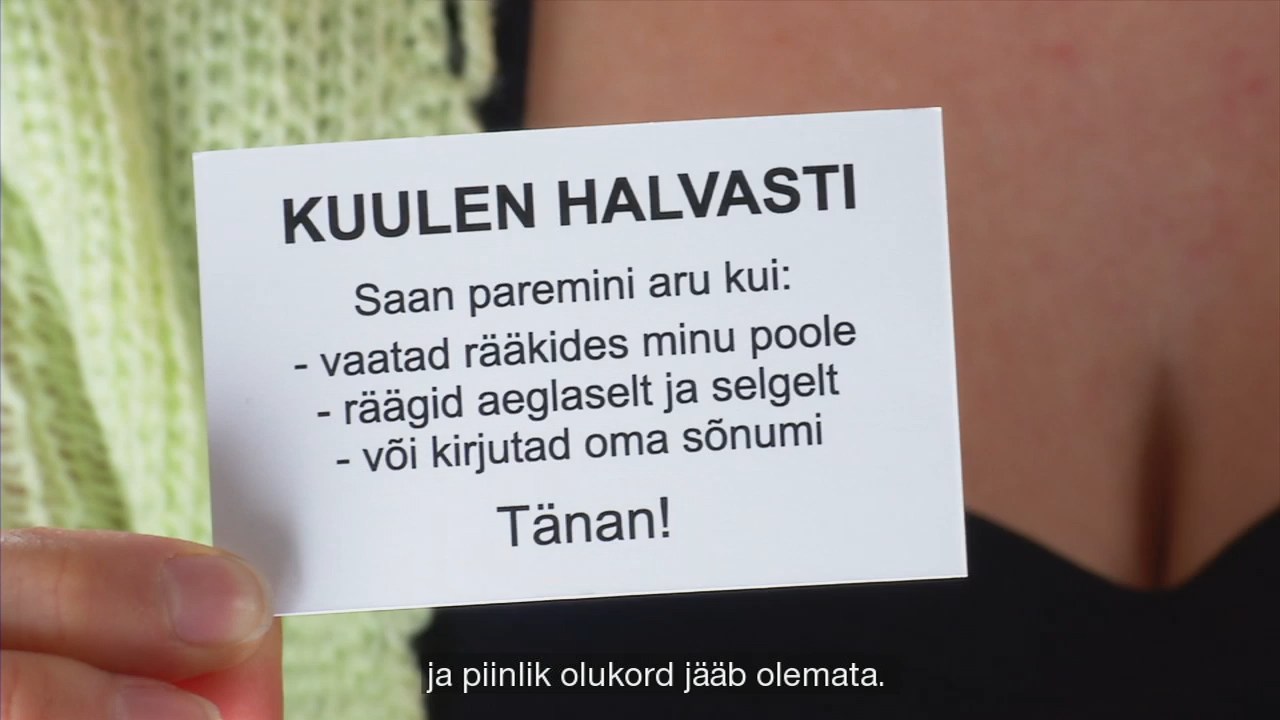 KUULEN HALVASTI
Saan paremini aru kui:
- vaatad rääkides minu poole
- räägid aeglaselt ja selgelt
- või kirjutad oma sõnumi
Tänan!
ja piinlik olukord jääb olemata.